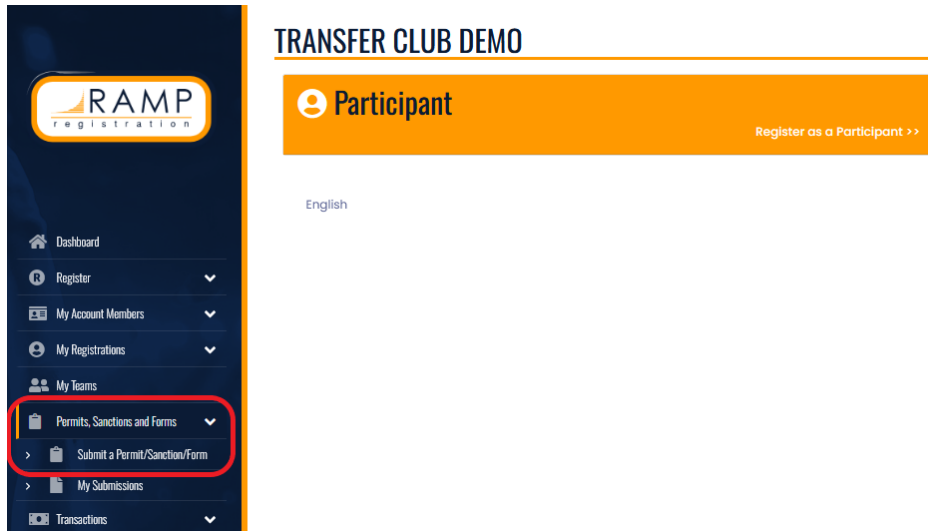 RAMP
registration
Dashboard
Register
My Account Members
My Registrations
My Teams
Permits, Sanctions and Forms
Submit a Permit/Sanction/Form
My Submissions
Transactions
TRANSFER CLUB DEMO
Participant
Register as a Participant >>
English